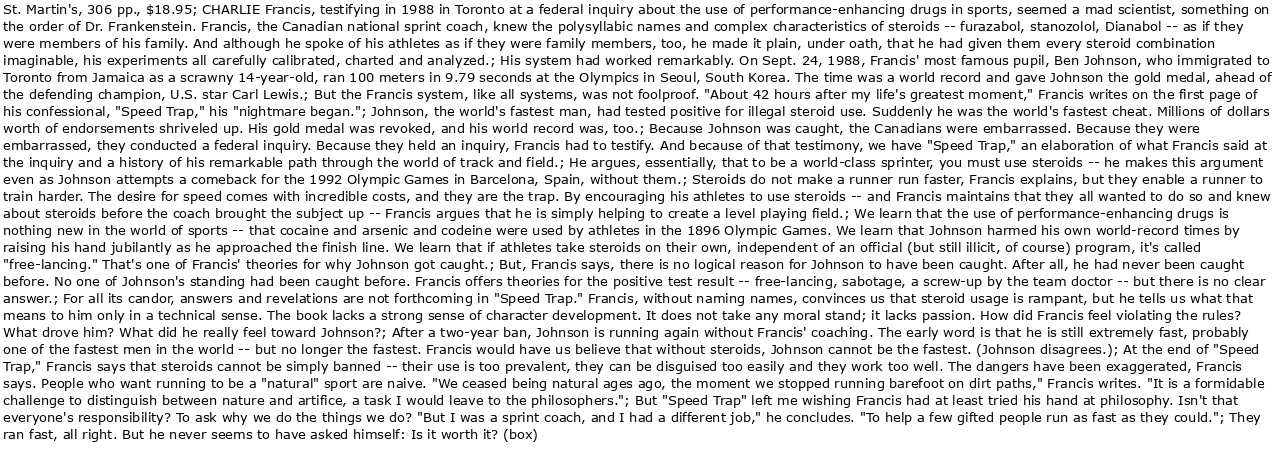 St. Martin's, 306 pp., $18.95; CHARLIE Francis, testifying in 1988 in Toronto at a federal inquiry about the use of performance-enhancing drugs in sports, seemed a mad scientist, something on
the order of Dr. Frankenstein. Francis, the Canadian national sprint coach, knew the polysyllabic names and complex characteristics of steroids -- furazabol, stanozolol, Dianabol -- as if they
were members of his family. And although he spoke of his athletes as if they were family members, too, he made it plain, under oath, that he had given them every steroid combination
imaginable, his experiments all carefully calibrated, charted and analyzed.; His system had worked remarkably. On Sept. 24, 1988, Francis' most famous pupil, Ben Johnson, who immigrated to
Toronto from Jamaica as a scrawny 14-year-old, ran 100 meters in 9.79 seconds at the Olympics in Seoul, South Korea. The time was a world record and gave Johnson the gold medal, ahead of
the defending champion, U.S. star Carl Lewis.; But the Francis system, like all systems, was not foolproof. "About 42 hours after my life's greatest moment," Francis writes on the first page of
his confessional, "Speed Trap," his "nightmare began."; Johnson, the world's fastest man, had tested positive for illegal steroid use. Suddenly he was the world's fastest cheat. Millions of dollars
worth of endorsements shriveled up. His gold medal was revoked, and his world record was, too.; Because Johnson was caught, the Canadians were embarrassed. Because they were
embarrassed, they conducted a federal inquiry. Because they held an inquiry, Francis had to testify. And because of that testimony, we have "Speed Trap," an elaboration of what Francis said at
the inquiry and a history of his remarkable path through the world of track and field.; He argues, essentially, that to be a world-class sprinter, you must use steroids -- he makes this argument
even as Johnson attempts a comeback for the 1992 Olympic Games in Barcelona, Spain, without them.; Steroids do not make a runner run faster, Francis explains, but they enable a runner to
train harder. The desire for speed comes with incredible costs, and they are the trap. By encouraging his athletes to use steroids -- and Francis maintains that they all wanted to do so and knew
about steroids before the coach brought the subject up -- Francis argues that he is simply helping to create a level playing field.; We learn that the use of performance-enhancing drugs is
nothing new in the world of sports -- that cocaine and arsenic and codeine were used by athletes in the 1896 Olympic Games. We learn that Johnson harmed his own world-record times by
raising his hand jubilantly as he approached the finish line. We learn that if athletes take steroids on their own, independent of an official (but still illicit, of course) program, it's called
"free-lancing." That's one of Francis' theories for why Johnson got caught.; But, Francis says, there is no logical reason for Johnson to have been caught. After all, he had never been caught
before. No one of Johnson's standing had been caught before. Francis offers theories for the positive test result -- free-lancing, sabotage, a screw-up by the team doctor -- but there is no clear
answer.; For all its candor, answers and revelations are not forthcoming in "Speed Trap." Francis, without naming names, convinces us that steroid usage is rampant, but he tells us what that
means to him only in a technical sense. The book lacks a strong sense of character development. It does not take any moral stand; it lacks passion. How did Francis feel violating the rules?
What drove him? What did he really feel toward Johnson?; After a two-year ban, Johnson is running again without Francis' coaching. The early word is that he is still extremely fast, probably
one of the fastest men in the world -- but no longer the fastest. Francis would have us believe that without steroids, Johnson cannot be the fastest. (Johnson disagrees.); At the end of "Speed
Trap," Francis says that steroids cannot be simply banned -- their use is too prevalent, they can be disguised too easily and they work too well. The dangers have been exaggerated, Francis
says. People who want running to be a "natural" sport are naive. "We ceased being natural ages ago, the moment we stopped running barefoot on dirt paths," Francis writes. "It is a formidable
challenge to distinguish between nature and artifice, a task I would leave to the philosophers."; But "Speed Trap" left me wishing Francis had at least tried his hand at philosophy. Isn't that
everyone's responsibility? To ask why we do the things we do? "But I was a sprint coach, and I had a different job," he concludes. "To help a few gifted people run as fast as they could."; They
ran fast, all right. But he never seems to have asked himself: Is it worth it? (box)